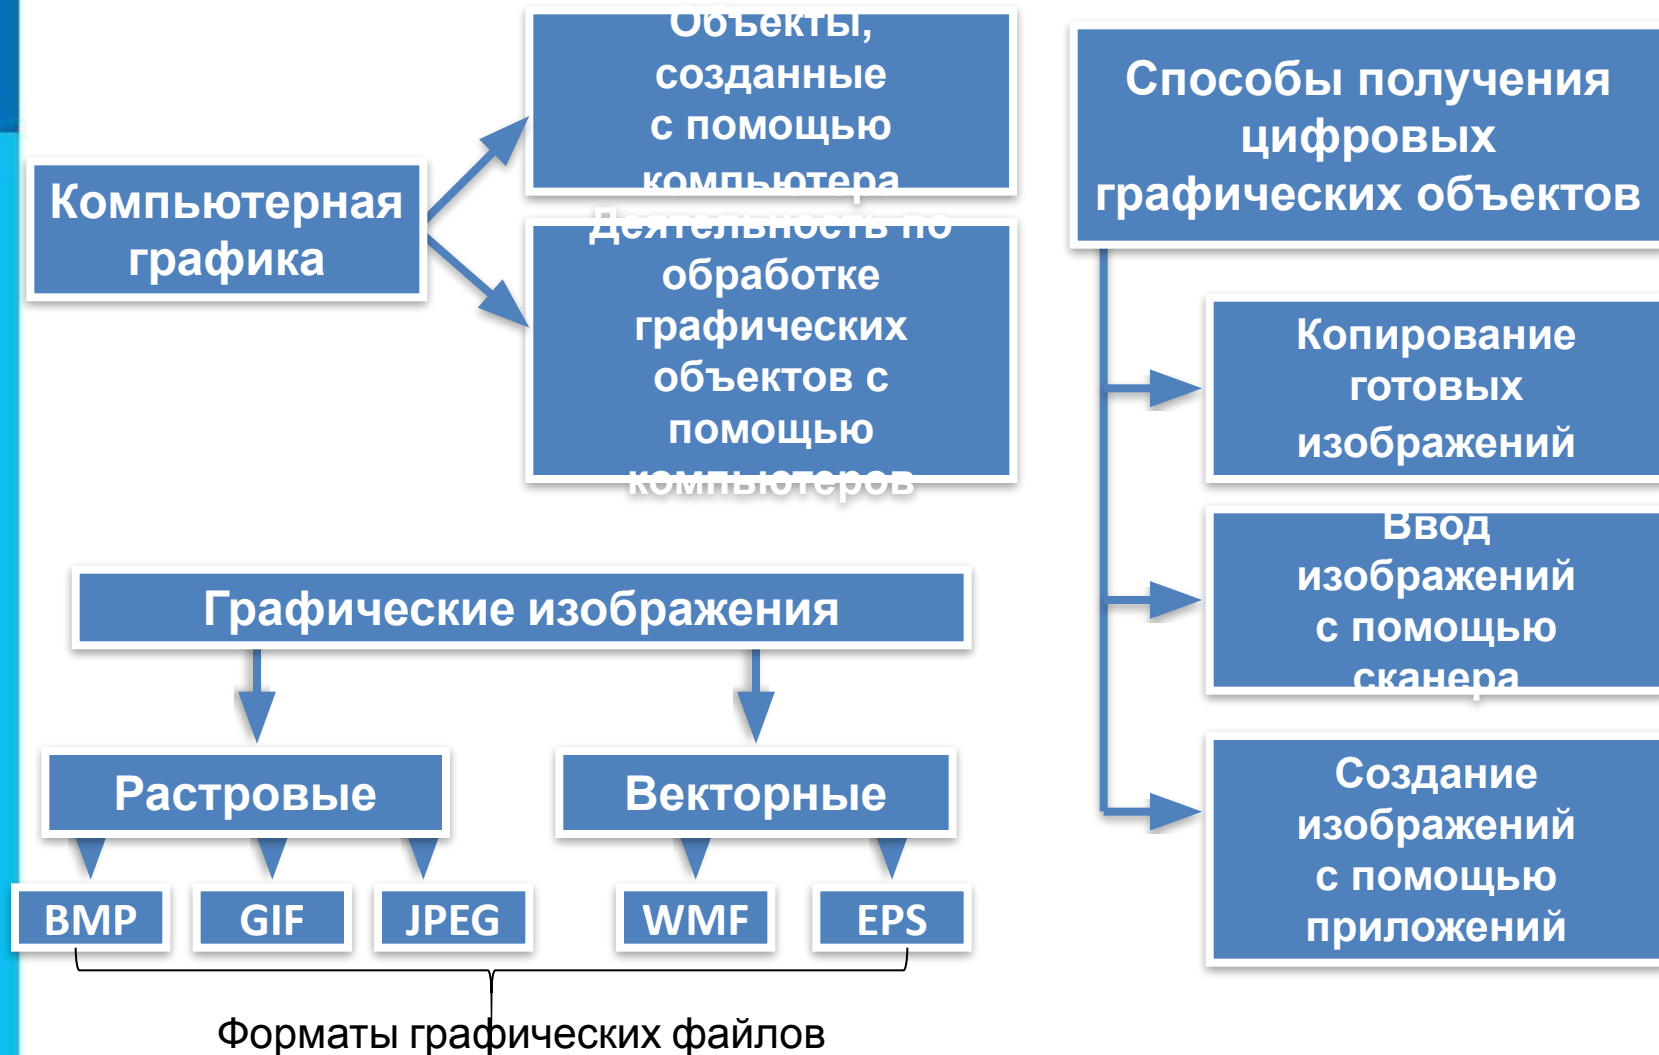 Компьютерная
графика
Объекты,
созданные
с помощью
компьютера
Деятельность по
обработке
графических
объектов с
помощью
компьютеров
Графические изображения
Растровые
Векторные
BMP
GIF
JPEG
WMF
EPS
Форматы графических файлов
Способы получения
цифровых
графических объектов
Копирование
готовых
изображений
Ввод
изображений
с помощью
сканера
Создание
изображений
с помощью
приложений